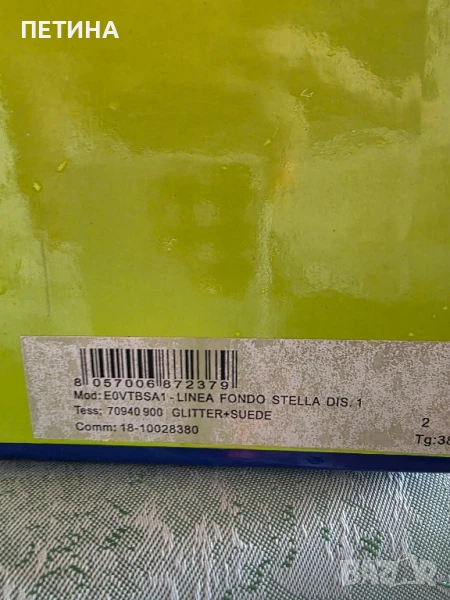 ПЕТИНА
8 057006 872379
Mod: E0VTBSA1 - LINEA FONDO STELLA DIS. 1
Tess: 70940 900 GLITTER+SUEDE
2
Comm: 18-10028380
Tg:38
BAZAR